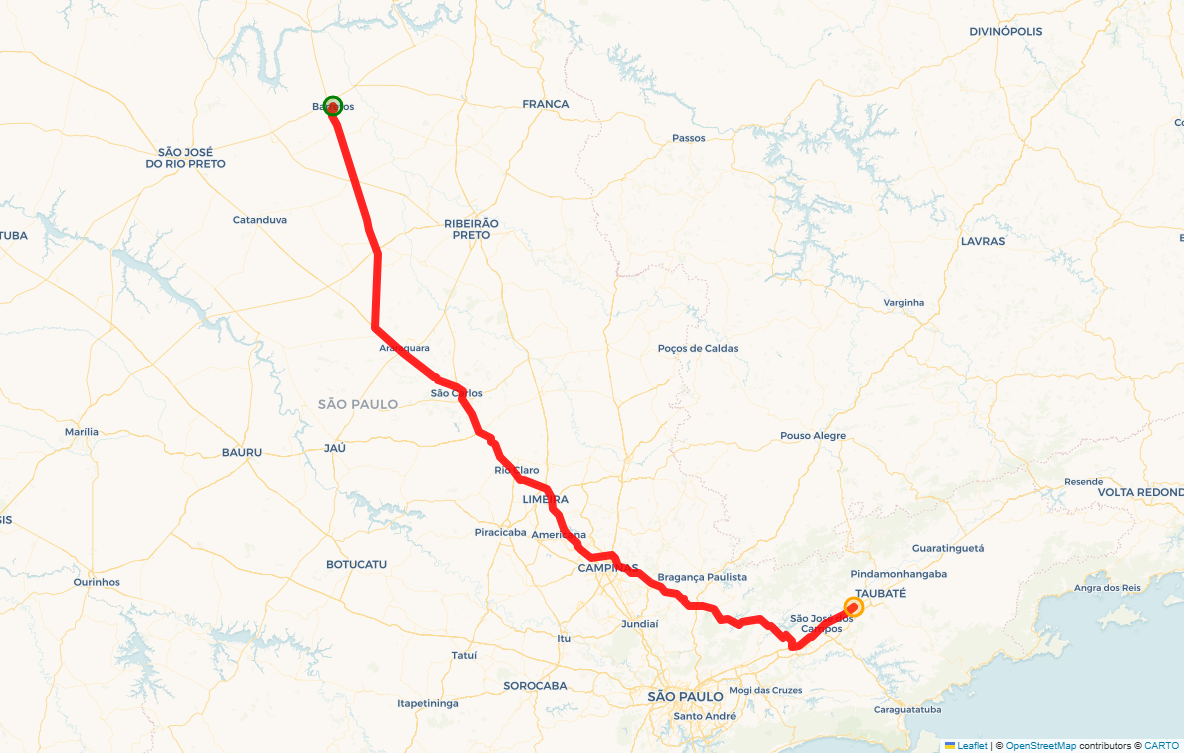 DIVINÓPOLIS
FRANCA
Passos
SÃO JOSÉ
DO RIO PRETO
Catanduva
RIBEIRÃO
PRETO
TUBA
LAVRAS
Varginha
Araraquara
Poços de Caldas
São Carlos
SÃO PAULO
Marília
Pouso Alegre
BAURU
JAÚ
Rio Claro
Resende
VOLTA REDOND
LIMEIRA
SIS
Piracicaba
Americana
Guaratinguetá
BOTUCATU
CAMPINAS
Bragança Paulista
Pindamonhangaba
Ourinhos
Angra dos Reis
TAUBATÉ
São José dos
Campos
Jundiaí
Itu
Tatuí
SOROCABA
Mogi das Cruzes
SÃO PAULO
Itapetininga
Santo André
Caraguatatuba
Leaflet | © OpenStreetMap contributors © CARTO